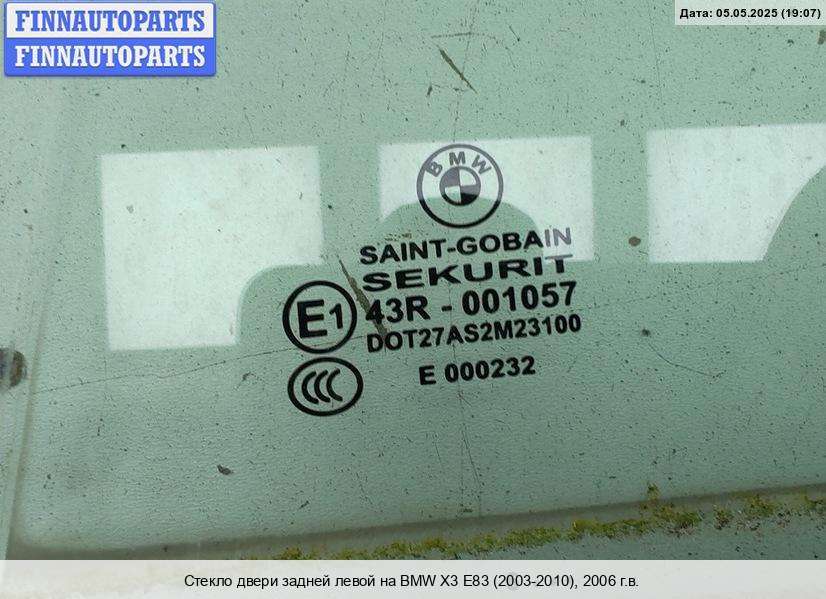 FINNAUTOPARTS
FINNAUTOPARTS
Дата: 05.05.2025 (19:07)
BMW
SAINT-GOBAIN
SEKURIT
E1 43R - 001057
DOT27AS2M23100
CCC
E 000232
Стекло двери задней левой на BMW X3 E83 (2003-2010), 2006 г.в.